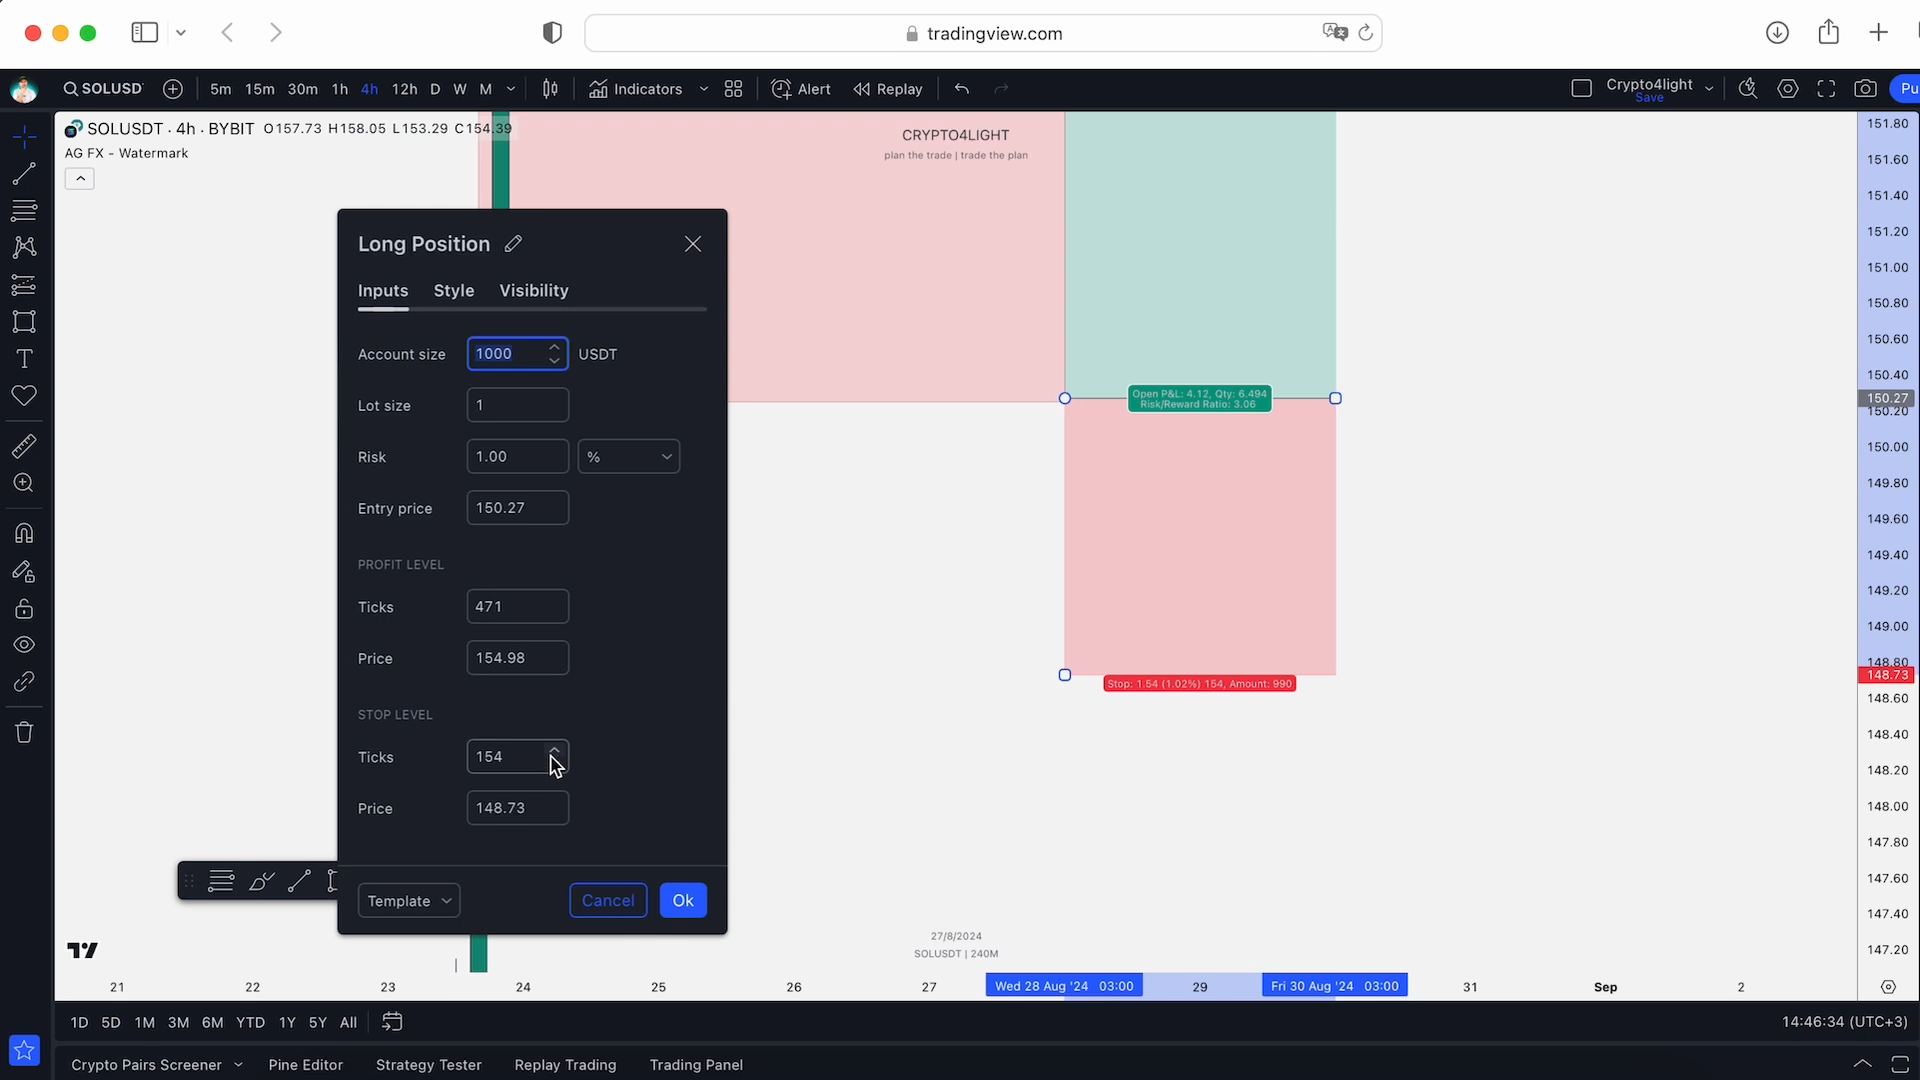 tradingview.com
SOLUSD
5m 15m 30m 1h 4h 12h D W M
Indicators
Alert
Replay
Crypto4light
Save
Pu
SOLUSDT · 4h · BYBIT O157.73 H158.05 L153.29 C154.39
AG FX - Watermark
CRYPTO4LIGHT
plan the trade | trade the plan
Long Position
Inputs Style Visibility
Account size 1000 USDT
Lot size 1
Risk 1.00 %
Entry price 150.27
PROFIT LEVEL
Ticks 471
Price 154.98
STOP LEVEL
Ticks 154
Price 148.73
Template Cancel Ok
Open P&L: 4.12, Qty: 6.494
Risk/Reward Ratio: 3.06
Stop: 1.54 (1.02%) 154, Amount: 990
151.80
151.60
151.40
151.20
151.00
150.80
150.60
150.40
150.27
150.20
150.00
149.80
149.60
149.40
149.20
149.00
148.80
148.73
148.60
148.40
148.20
148.00
147.80
147.60
147.40
147.20
27/8/2024
SOLUSDT | 240M
21 22 23 24 25 26 27 Wed 28 Aug '24 03:00 29 Fri 30 Aug '24 03:00 31 Sep 2
1D 5D 1M 3M 6M YTD 1Y 5Y All
14:46:34 (UTC+3)
Crypto Pairs Screener Pine Editor Strategy Tester Replay Trading Trading Panel